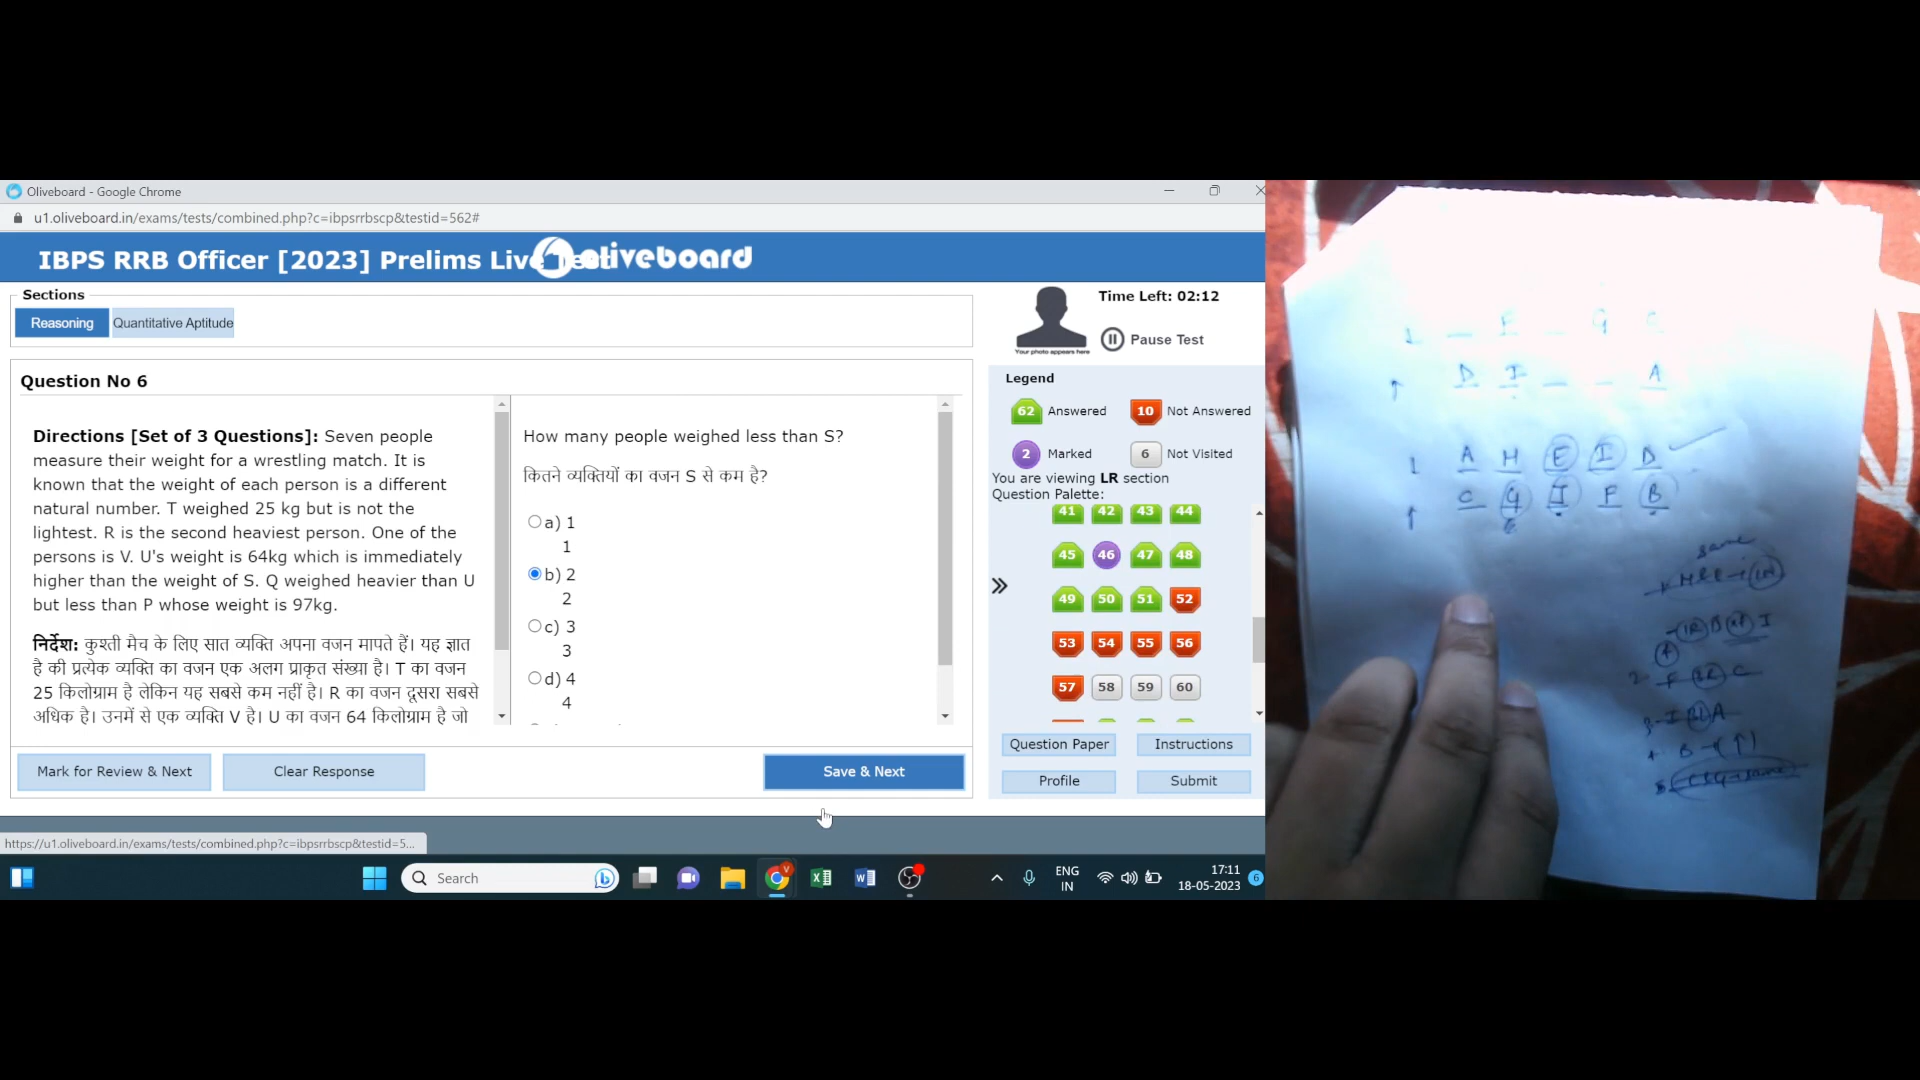 Oliveboard - Google Chrome
u1.oliveboard.in/exams/tests/combined.php?c=ibpsrrbscp&testid=562#
IBPS RRB Officer [2023] Prelims Live
oliveboard
Sections
Reasoning Quantitative Aptitude
Your photo appears here
Time Left: 02:12
Pause Test
Question No 6
Directions [Set of 3 Questions]: Seven people
measure their weight for a wrestling match. It is
known that the weight of each person is a different
natural number. T weighed 25 kg but is not the
lightest. R is the second heaviest person. One of the
persons is V. U's weight is 64kg which is immediately
higher than the weight of S. Q weighed heavier than U
but less than P whose weight is 97kg.
निर्देश: कुश्ती मैच के लिए सात व्यक्ति अपना वजन मापते हैं। यह ज्ञात
है की प्रत्येक व्यक्ति का वजन एक अलग प्राकृत संख्या है। T का वजन
25 किलोग्राम है लेकिन यह सबसे कम नहीं है। R का वजन दूसरा सबसे
अधिक है। उनमें से एक व्यक्ति V है। U का वजन 64 किलोग्राम है जो
How many people weighed less than S?
कितने व्यक्तियों का वजन S से कम है?
a) 1
1
b) 2
2
c) 3
3
d) 4
4
Mark for Review & Next Clear Response Save & Next
Legend
62 Answered 10 Not Answered
2 Marked 6 Not Visited
You are viewing LR section
Question Palette:
41 42 43 44
45 46 47 48
49 50 51 52
53 54 55 56
57 58 59 60
Question Paper Instructions
Profile Submit
https://u1.oliveboard.in/exams/tests/combined.php?c=ibpsrrbscp&testid=5...
Search
ENG
IN
17:11
18-05-2023
6
G C
D I A
A H E I D
C G I F B
same